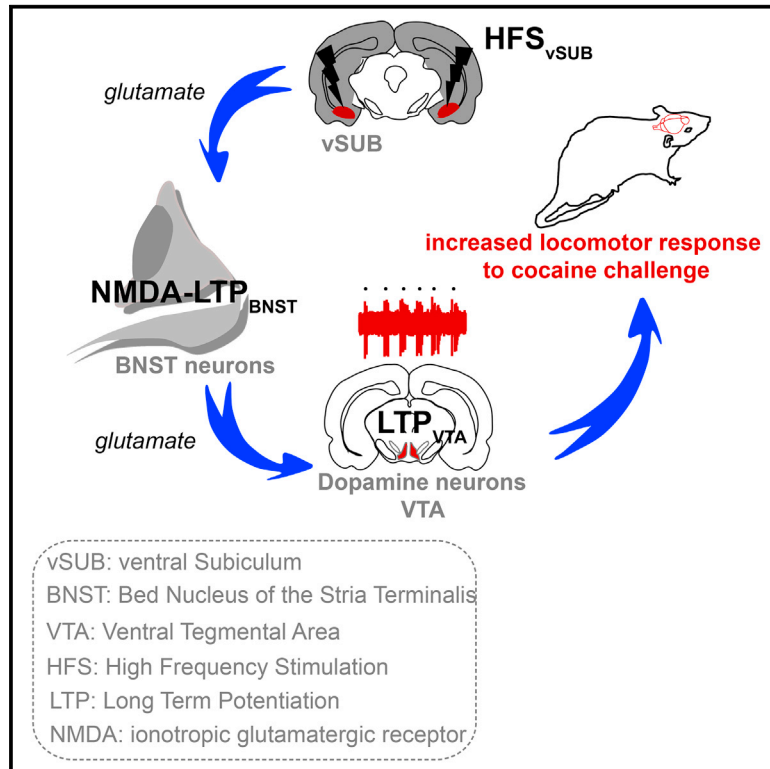 HFSvSUB
glutamate
vSUB
increased locomotor response
to cocaine challenge
NMDA-LTPBNST
BNST neurons
glutamate
LTPVTA
Dopamine neurons
VTA
vSUB: ventral Subiculum
BNST: Bed Nucleus of the Stria Terminalis
VTA: Ventral Tegmental Area
HFS: High Frequency Stimulation
LTP: Long Term Potentiation
NMDA: ionotropic glutamatergic receptor